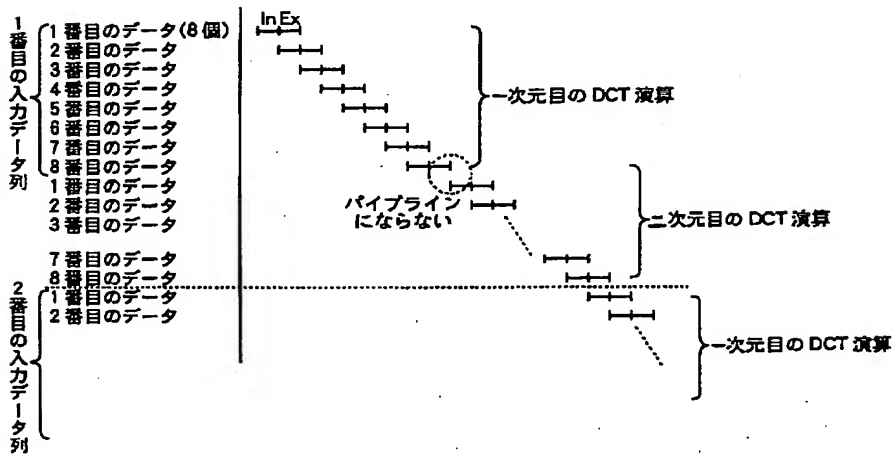 1番目の入力データ列
1番目のデータ(8個)
2番目のデータ
3番目のデータ
4番目のデータ
5番目のデータ
6番目のデータ
7番目のデータ
8番目のデータ
1番目のデータ
2番目のデータ
3番目のデータ
7番目のデータ
8番目のデータ
2番目の入力データ列
1番目のデータ
2番目のデータ
In Ex
パイプライン
にならない
一次元目のDCT演算
二次元目のDCT演算
一次元目のDCT演算